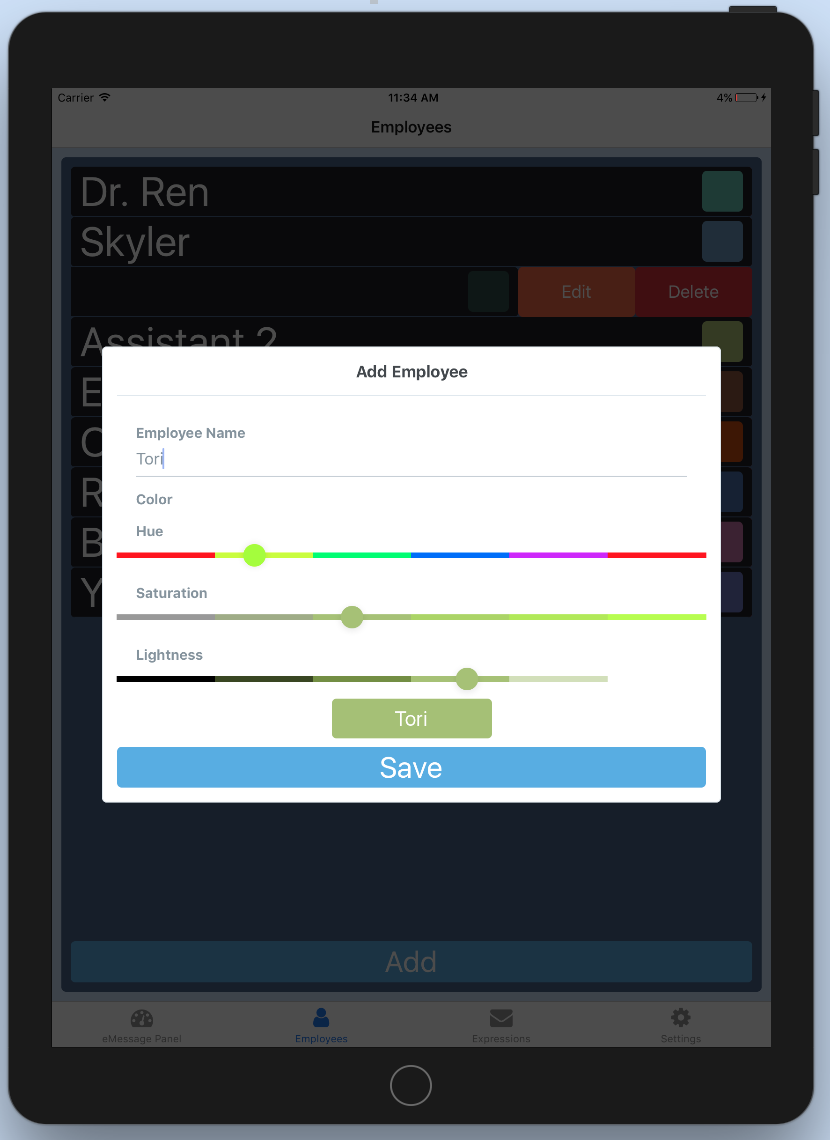 Carrier 11:34 AM 4%
Employees
Dr. Ren
Skyler
Edit Delete
Assistant 2
E
C
R
B
Y
Add Employee
Employee Name
Tori
Color
Hue
Saturation
Lightness
Tori
Save
Add
eMessage Panel Employees Expressions Settings